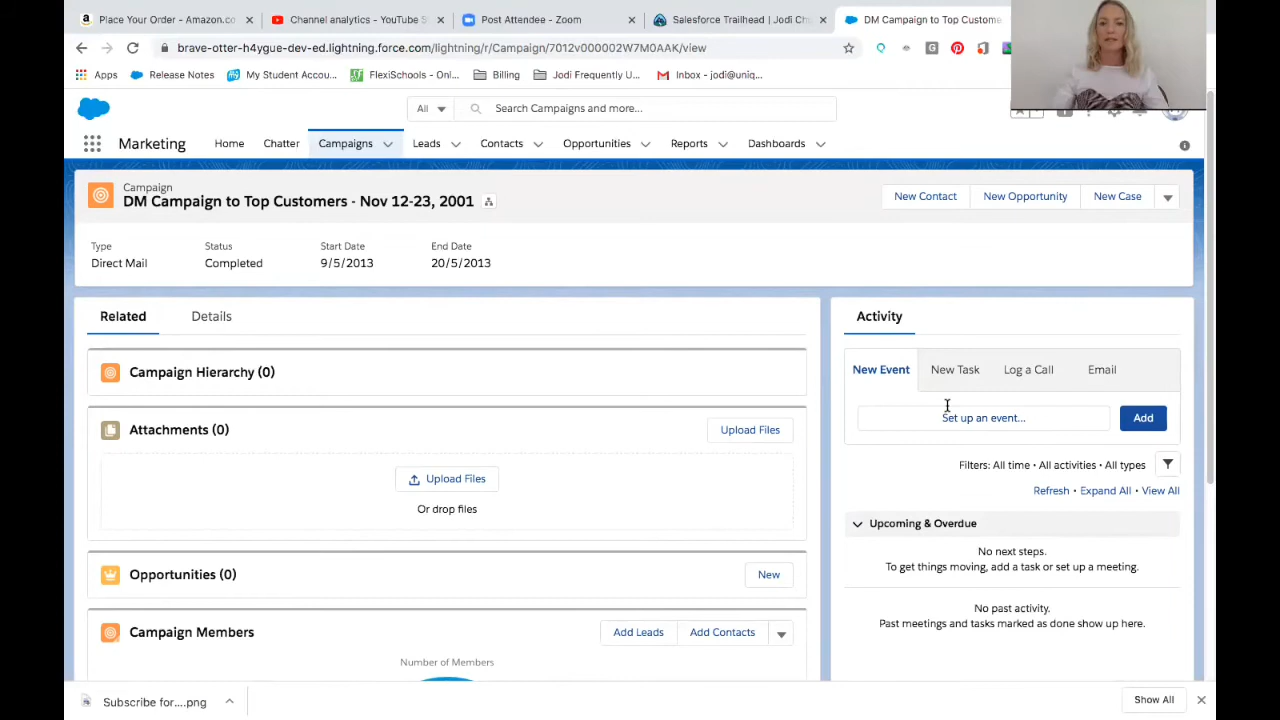 Place Your Order - Amazon.co
Channel analytics - YouTube S
Post Attendee - Zoom
Salesforce Trailhead | Jodi Ch
DM Campaign to Top Customers
brave-otter-h4ygue-dev-ed.lightning.force.com/lightning/r/Campaign/7012v000002W7M0AAK/view
Apps
Release Notes
My Student Accou...
FlexiSchools - Onl...
Billing
Jodi Frequently U...
Inbox - jodi@uniq...
All
Search Campaigns and more...
Marketing
Home
Chatter
Campaigns
Leads
Contacts
Opportunities
Reports
Dashboards
Campaign
DM Campaign to Top Customers - Nov 12-23, 2001
New Contact
New Opportunity
New Case
Type
Status
Start Date
End Date
Direct Mail
Completed
9/5/2013
20/5/2013
Related
Details
Campaign Hierarchy (0)
Attachments (0)
Upload Files
Upload Files
Or drop files
Opportunities (0)
New
Campaign Members
Add Leads
Add Contacts
Number of Members
Activity
New Event
New Task
Log a Call
Email
Set up an event...
Add
Filters: All time • All activities • All types
Refresh • Expand All • View All
Upcoming & Overdue
No next steps.
To get things moving, add a task or set up a meeting.
No past activity.
Past meetings and tasks marked as done show up here.
Subscribe for....png
Show All